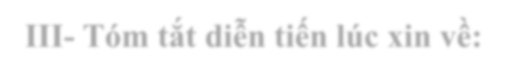 III- Tóm tắt diễn tiến lúc xin về: